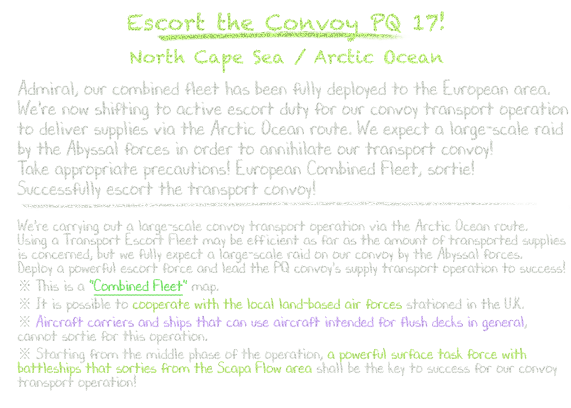 Escort the Convoy PQ 17!
North Cape Sea / Arctic Ocean
Admiral, our combined fleet has been fully deployed to the European area.
We're now shifting to active escort duty for our convoy transport operation
to deliver supplies via the Arctic Ocean route. We expect a large-scale raid
by the Abyssal forces in order to annihilate our transport convoy!
Take appropriate precautions! European Combined Fleet, sortie!
Successfully escort the transport convoy!
We're carrying out a large-scale convoy transport operation via the Arctic Ocean route.
Using a Transport Escort Fleet may be efficient as far as the amount of transported supplies
is concerned, but we fully expect a large-scale raid on our convoy by the Abyssal forces.
Deploy a powerful escort force and lead the PQ convoy's supply transport operation to success!
※ This is a "Combined Fleet" map.
※ It is possible to cooperate with the local land-based air forces stationed in the U.K.
※ Aircraft carriers and ships that can use aircraft intended for flush decks in general,
cannot sortie for this operation.
※ Starting from the middle phase of the operation, a powerful surface task force with
battleships that sorties from the Scapa Flow area shall be the key to success for our convoy
transport operation!